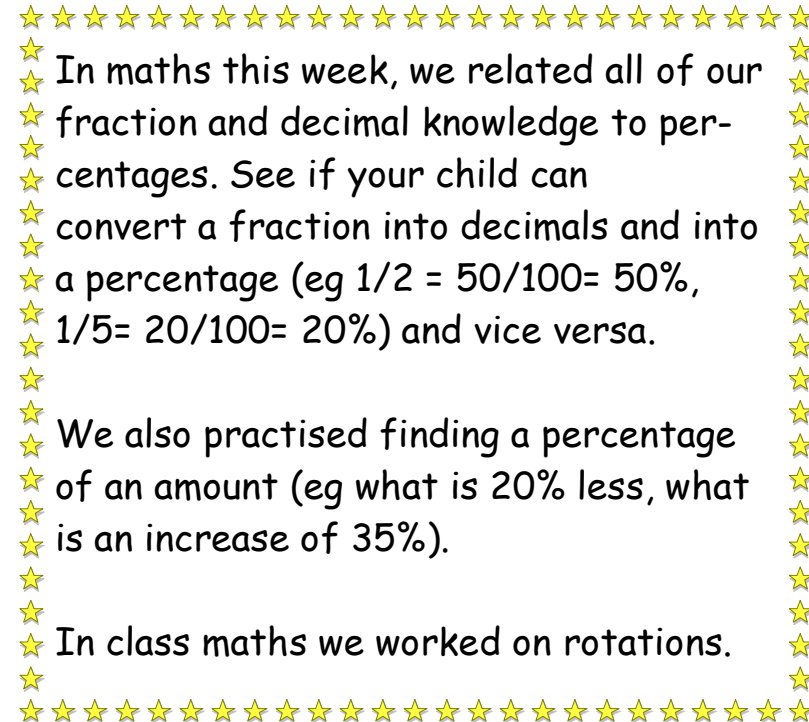 In maths this week, we related all of our
fraction and decimal knowledge to per-
centages. See if your child can
convert a fraction into decimals and into
a percentage (eg 1/2 = 50/100= 50%,
1/5= 20/100= 20%) and vice versa.
We also practised finding a percentage
of an amount (eg what is 20% less, what
is an increase of 35%).
In class maths we worked on rotations.